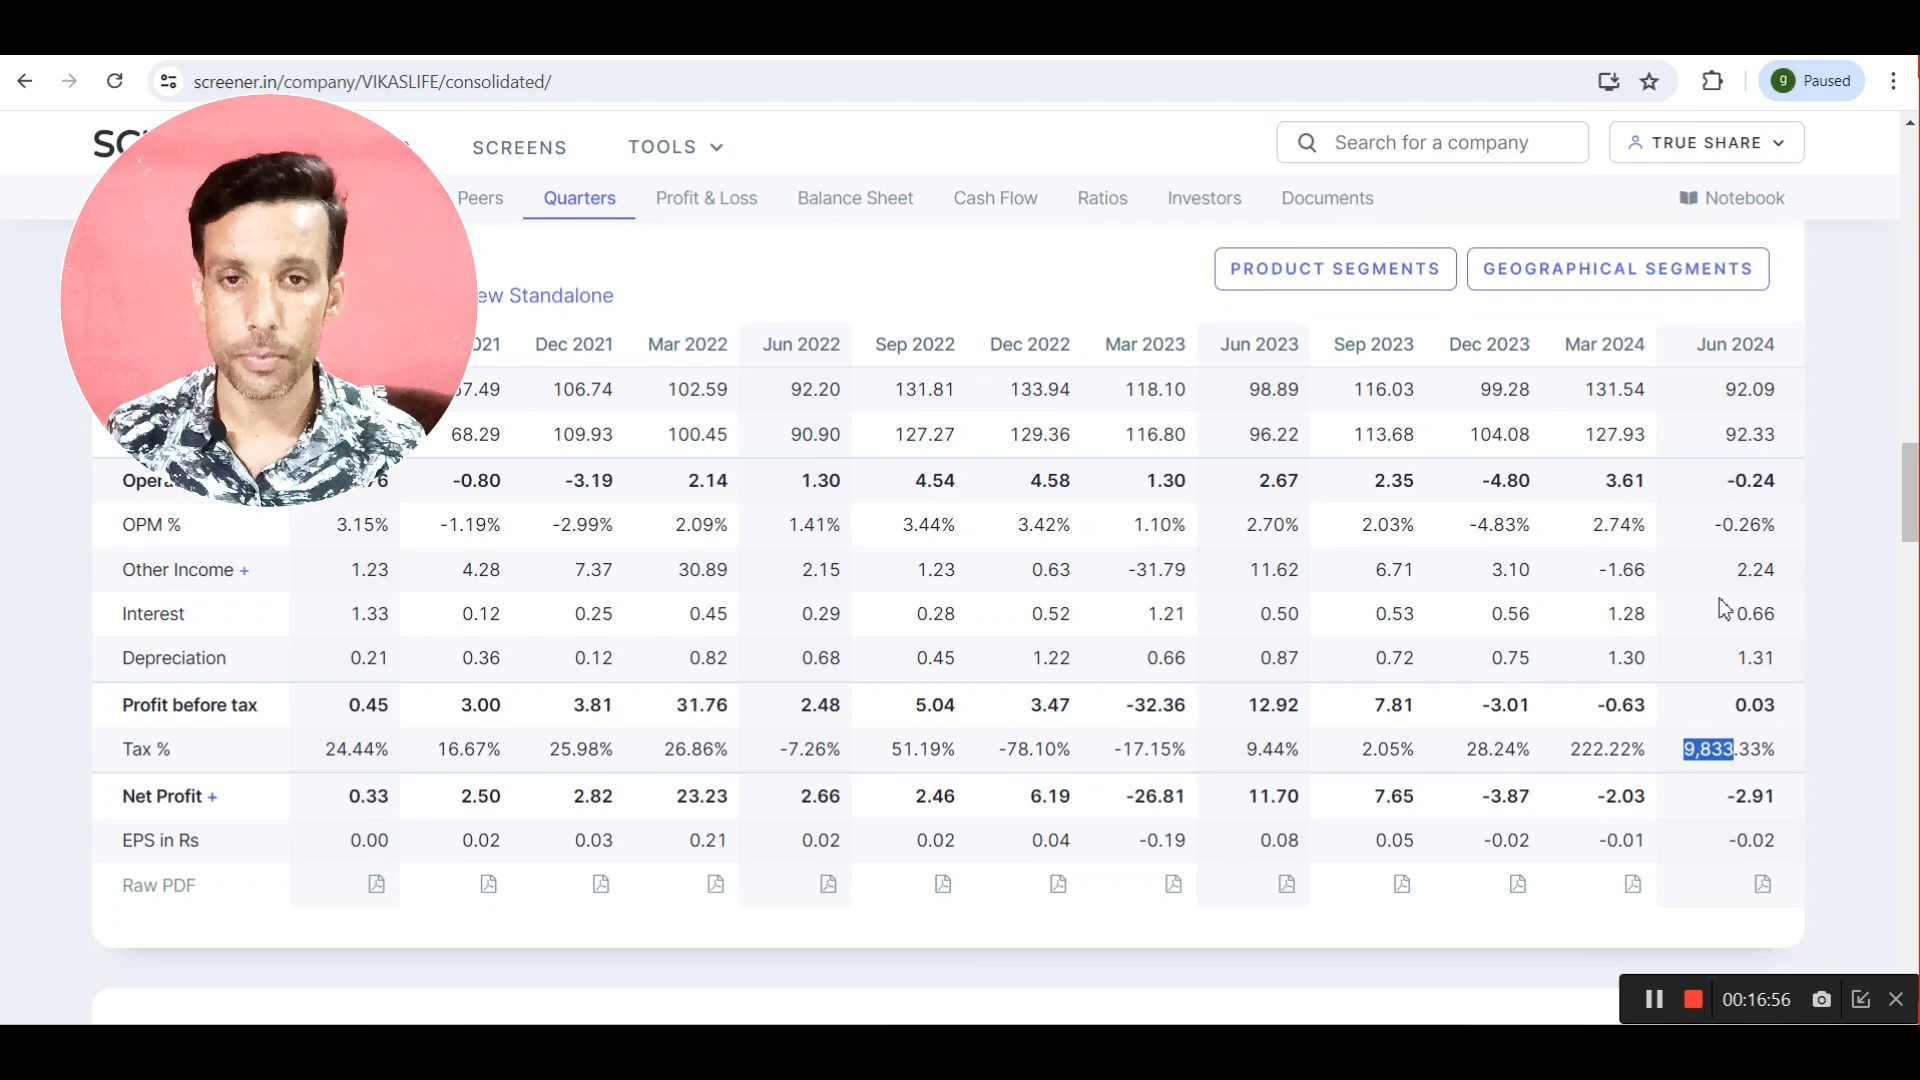 screener.in/company/VIKASLIFE/consolidated/
g Paused
SCREENS TOOLS
Search for a company
TRUE SHARE
Peers Quarters Profit & Loss Balance Sheet Cash Flow Ratios Investors Documents Notebook
PRODUCT SEGMENTS GEOGRAPHICAL SEGMENTS
Standalone
Dec 2021 Mar 2022 Jun 2022 Sep 2022 Dec 2022 Mar 2023 Jun 2023 Sep 2023 Dec 2023 Mar 2024 Jun 2024
106.74 102.59 92.20 131.81 133.94 118.10 98.89 116.03 99.28 131.54 92.09
68.29 109.93 100.45 90.90 127.27 129.36 116.80 96.22 113.68 104.08 127.93 92.33
-0.80 -3.19 2.14 1.30 4.54 4.58 1.30 2.67 2.35 -4.80 3.61 -0.24
OPM % 3.15% -1.19% -2.99% 2.09% 1.41% 3.44% 3.42% 1.10% 2.70% 2.03% -4.83% 2.74% -0.26%
Other Income + 1.23 4.28 7.37 30.89 2.15 1.23 0.63 -31.79 11.62 6.71 3.10 -1.66 2.24
Interest 1.33 0.12 0.25 0.45 0.29 0.28 0.52 1.21 0.50 0.53 0.56 1.28 0.66
Depreciation 0.21 0.36 0.12 0.82 0.68 0.45 1.22 0.66 0.87 0.72 0.75 1.30 1.31
Profit before tax 0.45 3.00 3.81 31.76 2.48 5.04 3.47 -32.36 12.92 7.81 -3.01 -0.63 0.03
Tax % 24.44% 16.67% 25.98% 26.86% -7.26% 51.19% -78.10% -17.15% 9.44% 2.05% 28.24% 222.22% 9,833.33%
Net Profit + 0.33 2.50 2.82 23.23 2.66 2.46 6.19 -26.81 11.70 7.65 -3.87 -2.03 -2.91
EPS in Rs 0.00 0.02 0.03 0.21 0.02 0.02 0.04 -0.19 0.08 0.05 -0.02 -0.01 -0.02
Raw PDF
00:16:56